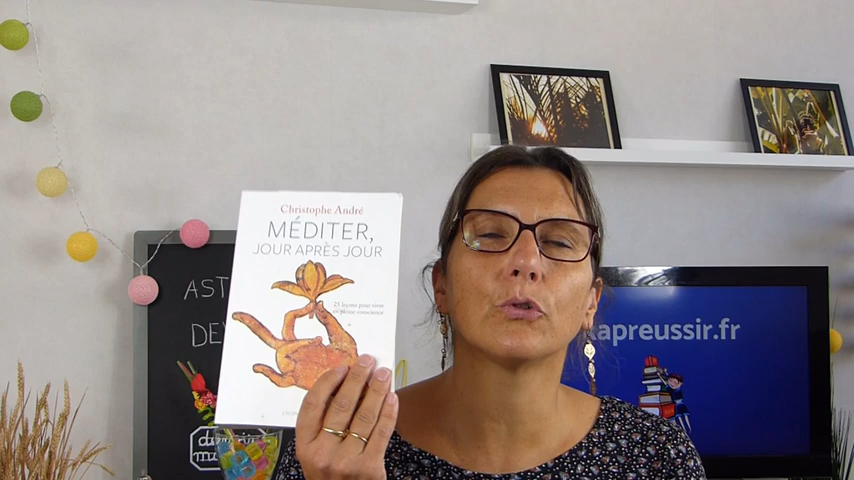 Christophe André
MÉDITER,
JOUR APRÈS JOUR
25 leçons pour vivre
en pleine conscience
AST
DE
apreussir.fr